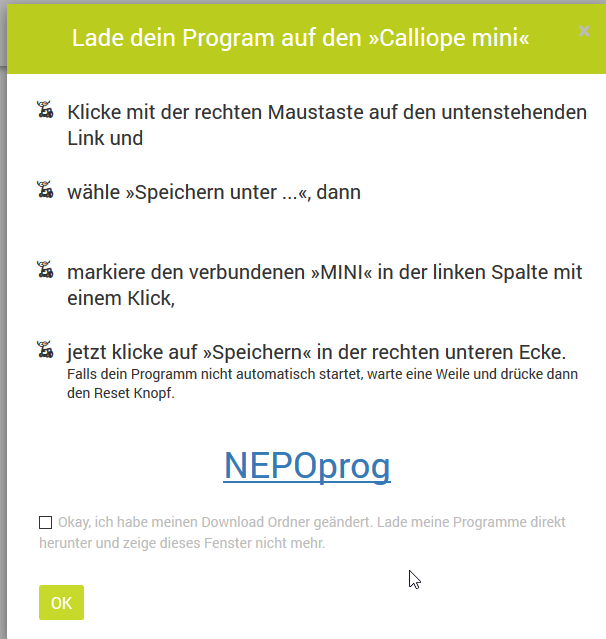 Lade dein Program auf den »Calliope mini«
×
Klicke mit der rechten Maustaste auf den untenstehenden
Link und
wähle »Speichern unter ...«, dann
markiere den verbundenen »MINI« in der linken Spalte mit
einem Klick,
jetzt klicke auf »Speichern« in der rechten unteren Ecke.
Falls dein Programm nicht automatisch startet, warte eine Weile und drücke dann
den Reset Knopf.
NEPOprog
Okay, ich habe meinen Download Ordner geändert. Lade meine Programme direkt
herunter und zeige dieses Fenster nicht mehr.
OK